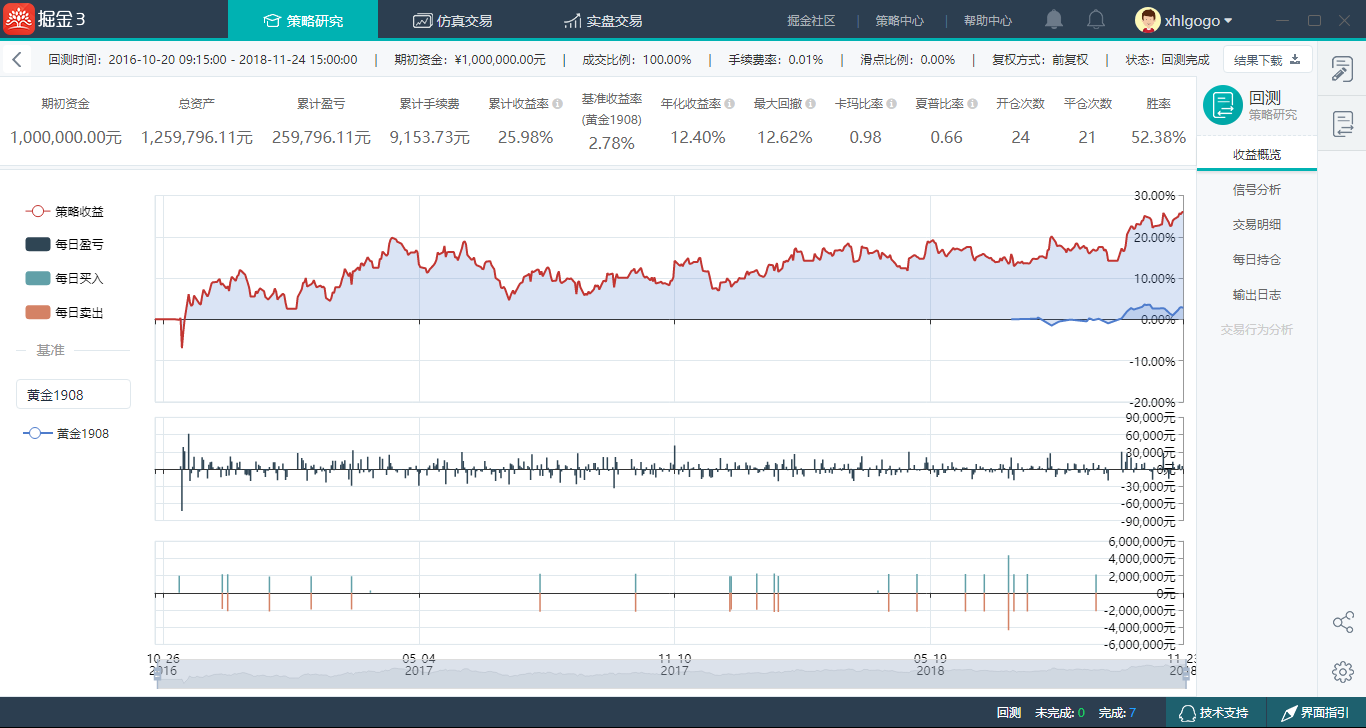 掘金3
策略研究
仿真交易
实盘交易
掘金社区 | 策略中心 | 帮助中心
xhlgogo
回测时间：2016-10-20 09:15:00 - 2018-11-24 15:00:00 | 期初资金：¥1,000,000.00元 | 成交比例：100.00% | 手续费率：0.01% | 滑点比例：0.00% | 复权方式：前复权 | 状态：回测完成
结果下载
期初资金 总资产 累计盈亏 累计手续费 累计收益率 基准收益率 年化收益率 最大回撤 卡玛比率 夏普比率 开仓次数 平仓次数 胜率
(黄金1908)
1,000,000.00元 1,259,796.11元 259,796.11元 9,153.73元 25.98% 2.78% 12.40% 12.62% 0.98 0.66 24 21 52.38%
回测
策略研究
收益概览
信号分析
交易明细
每日持仓
输出日志
交易行为分析
策略收益
每日盈亏
每日买入
每日卖出
基准
黄金1908
黄金1908
30.00%
20.00%
10.00%
0.00%
-10.00%
-20.00%
90,000元
60,000元
30,000元
0元
-30,000元
-60,000元
-90,000元
6,000,000元
4,000,000元
2,000,000元
0元
-2,000,000元
-4,000,000元
-6,000,000元
10-26 05-04 11-10 05-19 11-23
2016 2017 2017 2018 2018
回测 未完成: 0 完成: 7
技术支持
界面指引